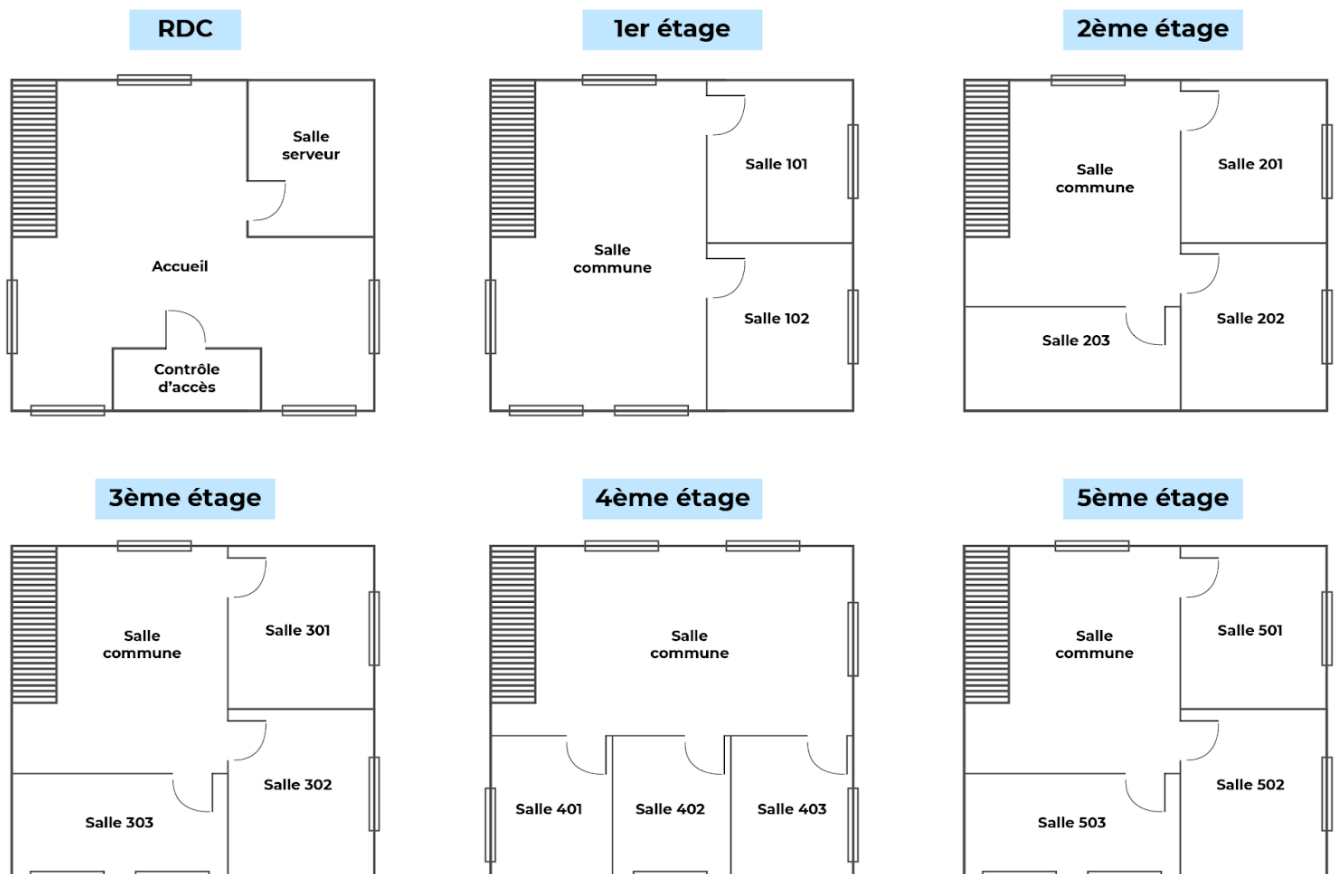 RDC
1er étage
2ème étage
Salle
serveur
Accueil
Contrôle
d'accès
Salle
commune
Salle 101
Salle 102
Salle
commune
Salle 201
Salle 202
Salle 203
3ème étage
4ème étage
5ème étage
Salle
commune
Salle 301
Salle 302
Salle 303
Salle
commune
Salle 401
Salle 402
Salle 403
Salle
commune
Salle 501
Salle 502
Salle 503